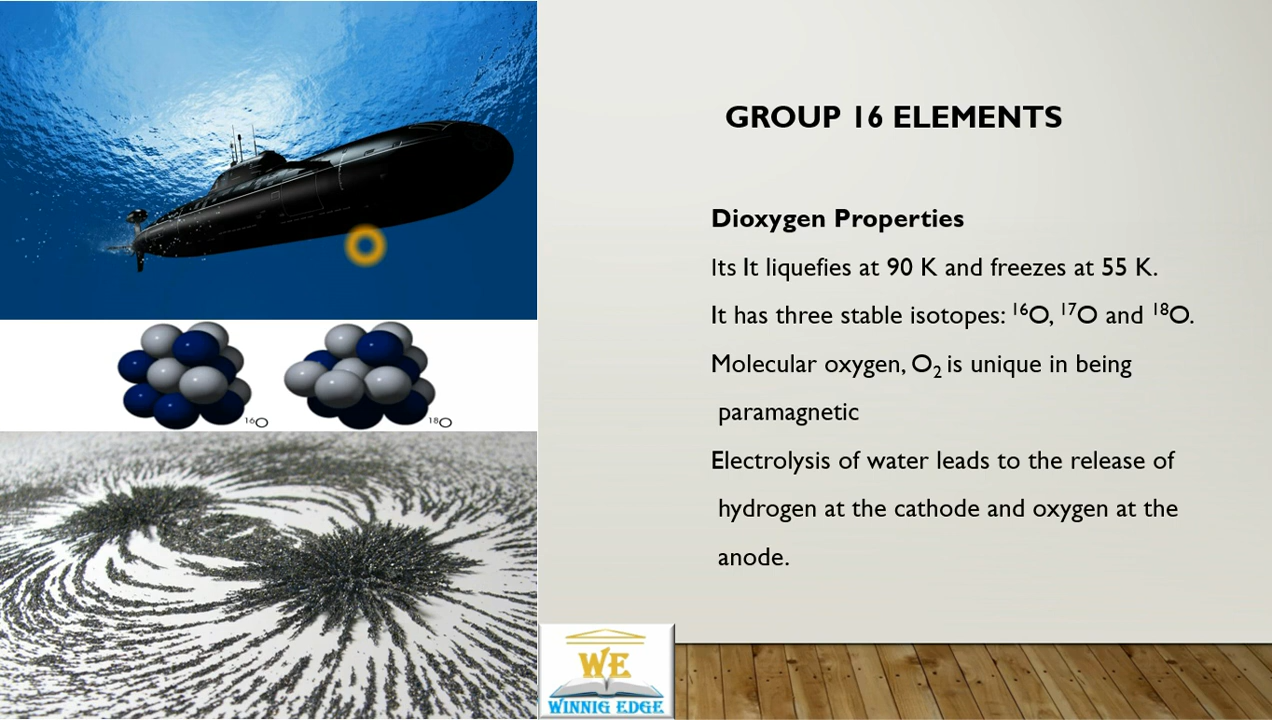 GROUP 16 ELEMENTS
Dioxygen Properties
Its It liquefies at 90 K and freezes at 55 K.
It has three stable isotopes: ¹⁶O, ¹⁷O and ¹⁸O.
Molecular oxygen, O₂ is unique in being
paramagnetic
Electrolysis of water leads to the release of
hydrogen at the cathode and oxygen at the
anode.
¹⁶O
¹⁸O
WE
WINNIG EDGE